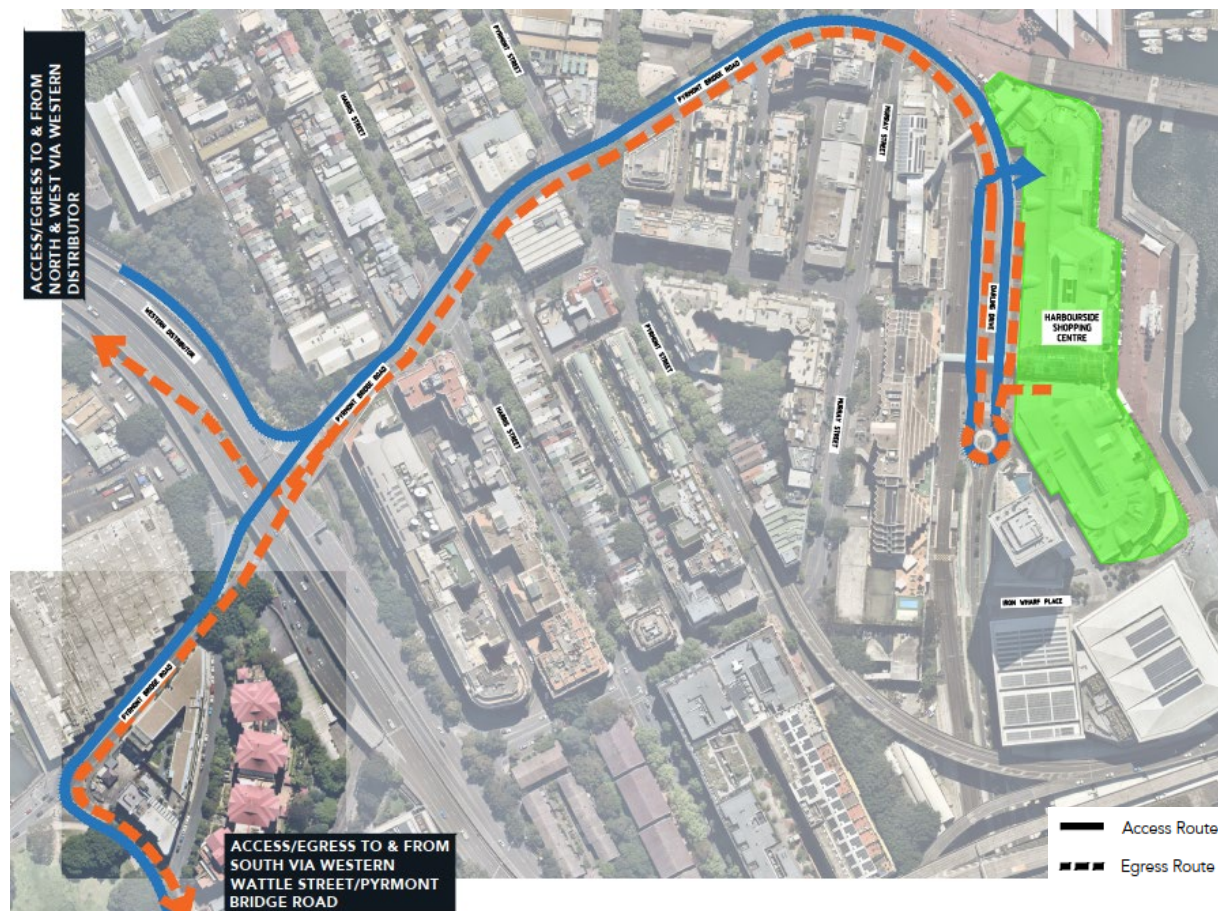 ACCESS/EGRESS TO & FROM
NORTH & WEST VIA WESTERN
DISTRIBUTOR
PYRMONT STREET
HARRIS STREET
PYRMONT BRIDGE ROAD
MURRAY STREET
WESTERN DISTRIBUTOR
DARLING DRIVE
HARBOURSIDE
SHOPPING
CENTRE
PYRMONT STREET
PYRMONT BRIDGE ROAD
HARRIS STREET
MURRAY STREET
IRON WHARF PLACE
PYRMONT BRIDGE ROAD
ACCESS/EGRESS TO & FROM
SOUTH VIA WESTERN
WATTLE STREET/PYRMONT
BRIDGE ROAD
Access Route
Egress Route